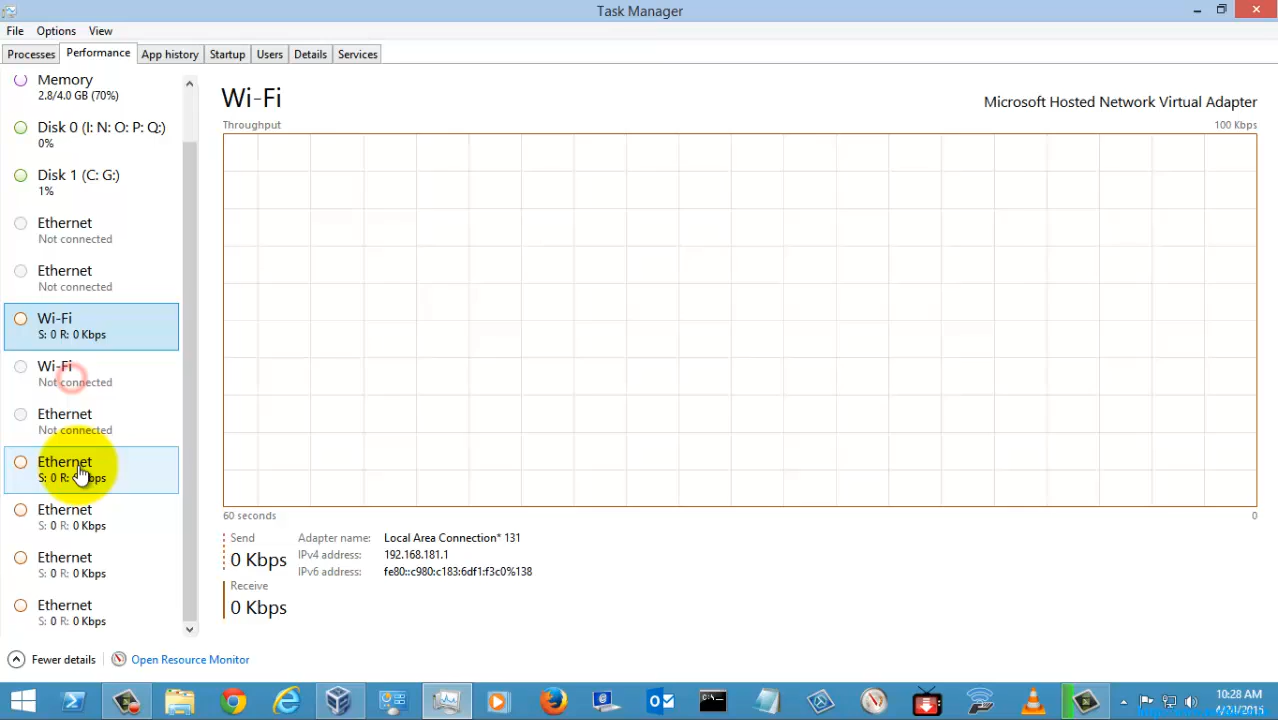 Task Manager
File Options View
Processes Performance App history Startup Users Details Services
Memory
2.8/4.0 GB (70%)
Disk 0 (I: N: O: P: Q:)
0%
Disk 1 (C: G:)
1%
Ethernet
Not connected
Ethernet
Not connected
Wi-Fi
S: 0 R: 0 Kbps
Wi-Fi
Not connected
Ethernet
Not connected
Ethernet
S: 0 R: bps
Ethernet
S: 0 R: 0 Kbps
Ethernet
S: 0 R: 0 Kbps
Ethernet
S: 0 R: 0 Kbps
Wi-Fi
Microsoft Hosted Network Virtual Adapter
Throughput 100 Kbps
60 seconds 0
Send
0 Kbps
Receive
0 Kbps
Adapter name: Local Area Connection* 131
IPv4 address: 192.168.181.1
IPv6 address: fe80::c980:c183:6df1:f3c0%138
Fewer details Open Resource Monitor
10:28 AM